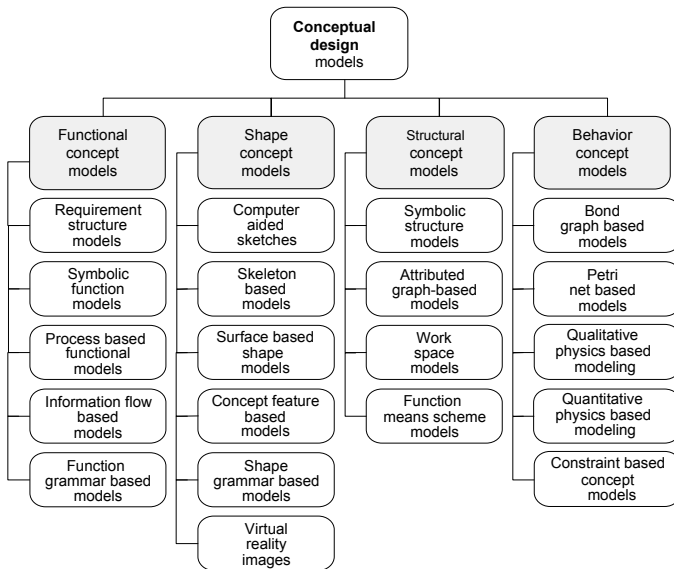 Conceptual
design
models
Functional
concept
models
Shape
concept
models
Structural
concept
models
Behavior
concept
models
Requirement
structure
models
Computer
aided
sketches
Symbolic
structure
models
Bond
graph based
models
Symbolic
function
models
Skeleton
based
models
Attributed
graph-based
models
Petri
net based
models
Process based
functional
models
Surface based
shape
models
Work
space
models
Qualitative
physics based
modeling
Information flow
based
models
Concept feature
based
models
Function
means scheme
models
Quantitative
physics based
modeling
Function
grammar based
models
Shape
grammar based
models
Constraint based
concept
models
Virtual
reality
images